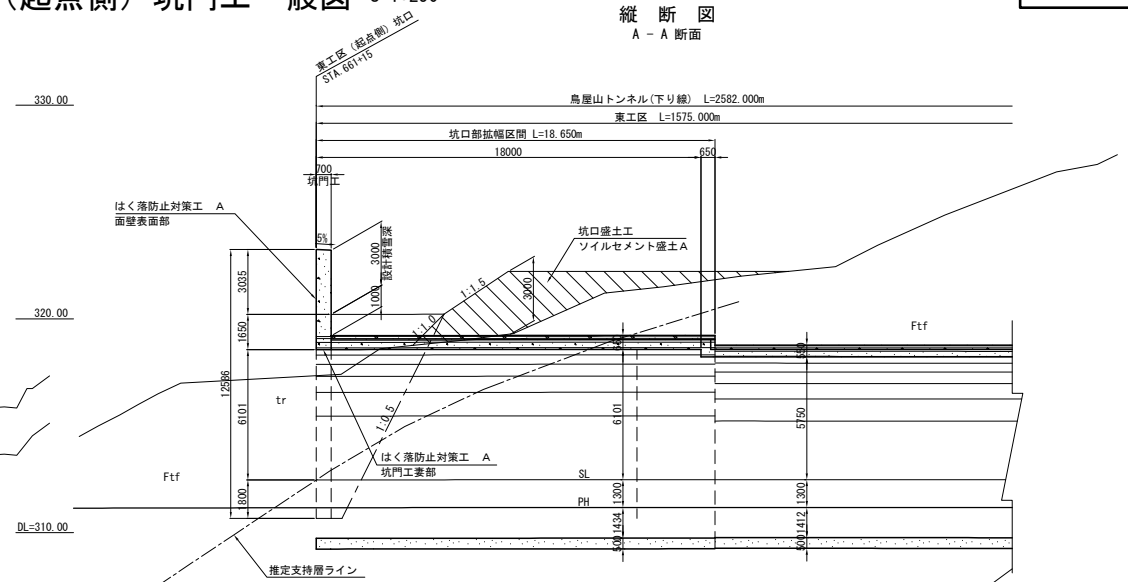 (起点側) 坑門工一般図
縦 断 図
A - A 断面
東工区 (起点側) 坑口
STA.661+15
330.00
鳥屋山トンネル(下り線) L=2582.000m
東工区 L=1575.000m
坑口部拡幅区間 L=18.650m
18000
650
700
坑門工
はく落防止対策工 A
面壁表面部
5%
3000
設計積雪深
1000
坑口盛土工
ソイルセメント盛土A
1:1.5
3000
3035
320.00
1:1.0
1650
Ftf
550
12586
tr
6101
1:0.5
6101
5750
はく落防止対策工 A
坑門工妻部
Ftf
SL
1800
1300
1300
PH
DL=310.00
1434
1412
500
500
推定支持層ライン